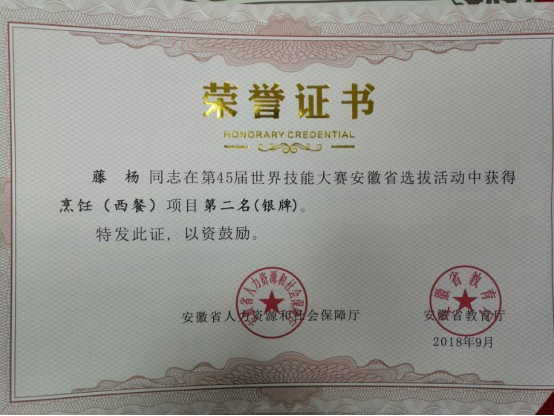 荣誉证书
HONORARY CREDENTIAL
藤 杨 同志在第45届世界技能大赛安徽省选拔活动中获得
烹饪（西餐）项目第二名(银牌)。
特发此证，以资鼓励。
安徽省人力资源和社会保障厅
安徽省教育厅
2018年9月